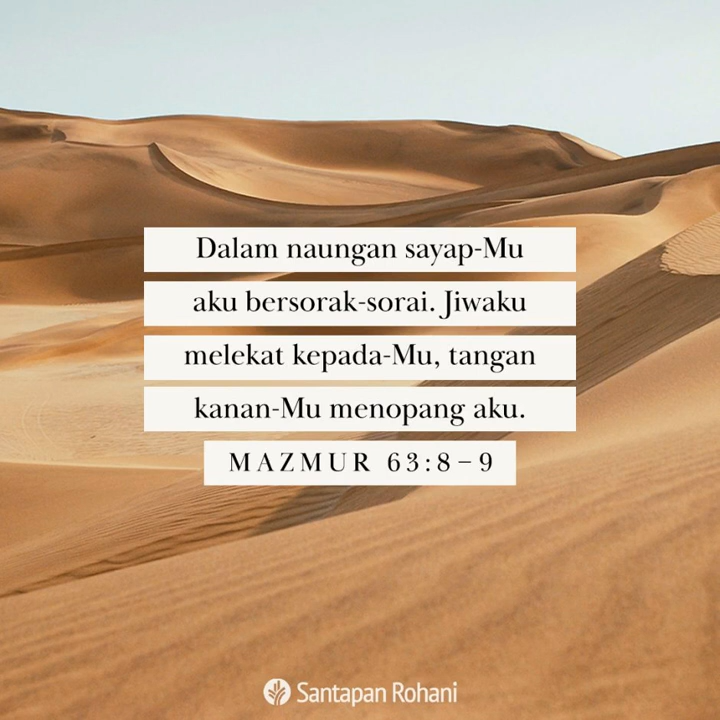 Dalam naungan sayap-Mu
aku bersorak-sorai. Jiwaku
melekat kepada-Mu, tangan
kanan-Mu menopang aku.
MAZMUR 63:8–9
Santapan Rohani